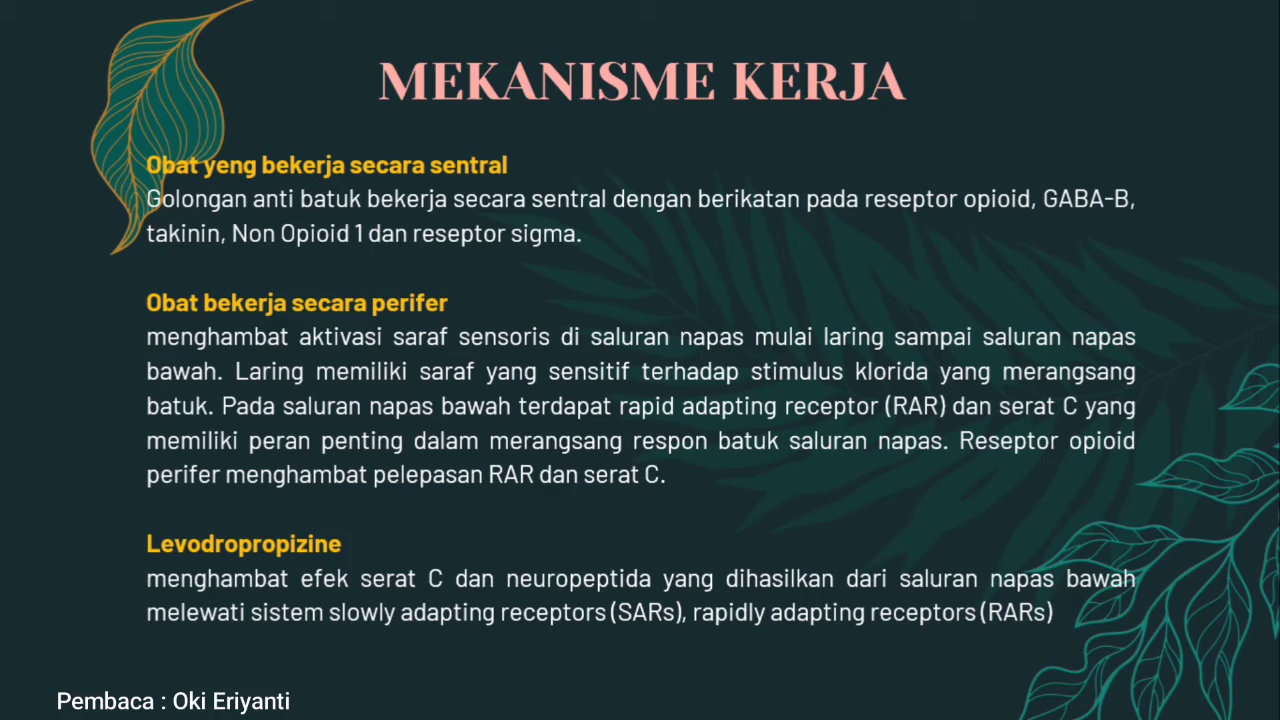 MEKANISME KERJA
Obat yeng bekerja secara sentral
Golongan anti batuk bekerja secara sentral dengan berikatan pada reseptor opioid, GABA-B,
takinin, Non Opioid 1 dan reseptor sigma.
Obat bekerja secara perifer
menghambat aktivasi saraf sensoris di saluran napas mulai laring sampai saluran napas
bawah. Laring memiliki saraf yang sensitif terhadap stimulus klorida yang merangsang
batuk. Pada saluran napas bawah terdapat rapid adapting receptor (RAR) dan serat C yang
memiliki peran penting dalam merangsang respon batuk saluran napas. Reseptor opioid
perifer menghambat pelepasan RAR dan serat C.
Levodropropizine
menghambat efek serat C dan neuropeptida yang dihasilkan dari saluran napas bawah
melewati sistem slowly adapting receptors (SARs), rapidly adapting receptors (RARs)
Pembaca : Oki Eriyanti